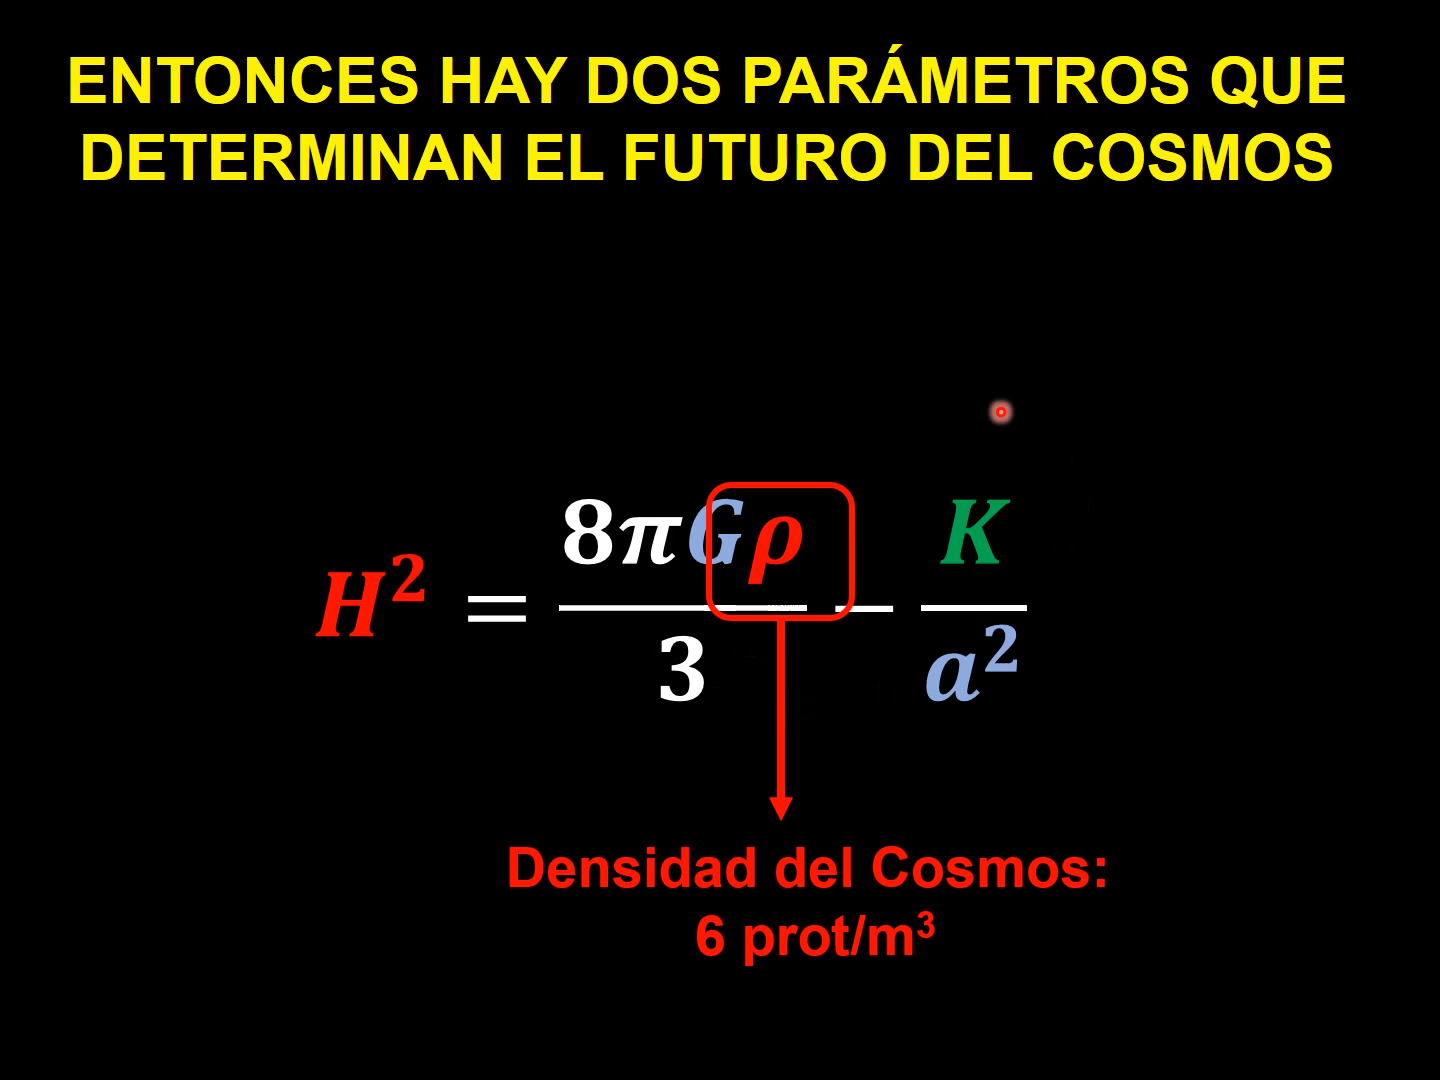 ENTONCES HAY DOS PARÁMETROS QUE
DETERMINAN EL FUTURO DEL COSMOS
H² = 8πGρ/3 − K/a²
Densidad del Cosmos:
6 prot/m³